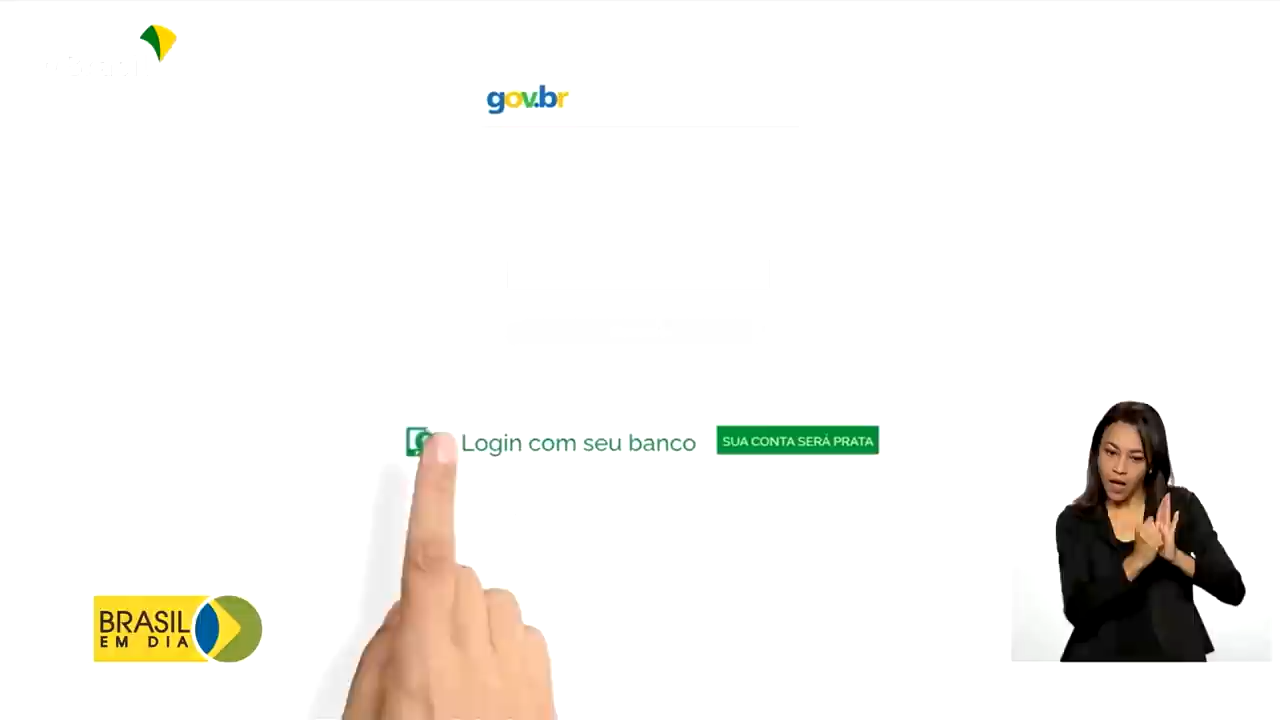 gov.br
Login com seu banco
SUA CONTA SERÁ PRATA
BRASIL
EM DIA